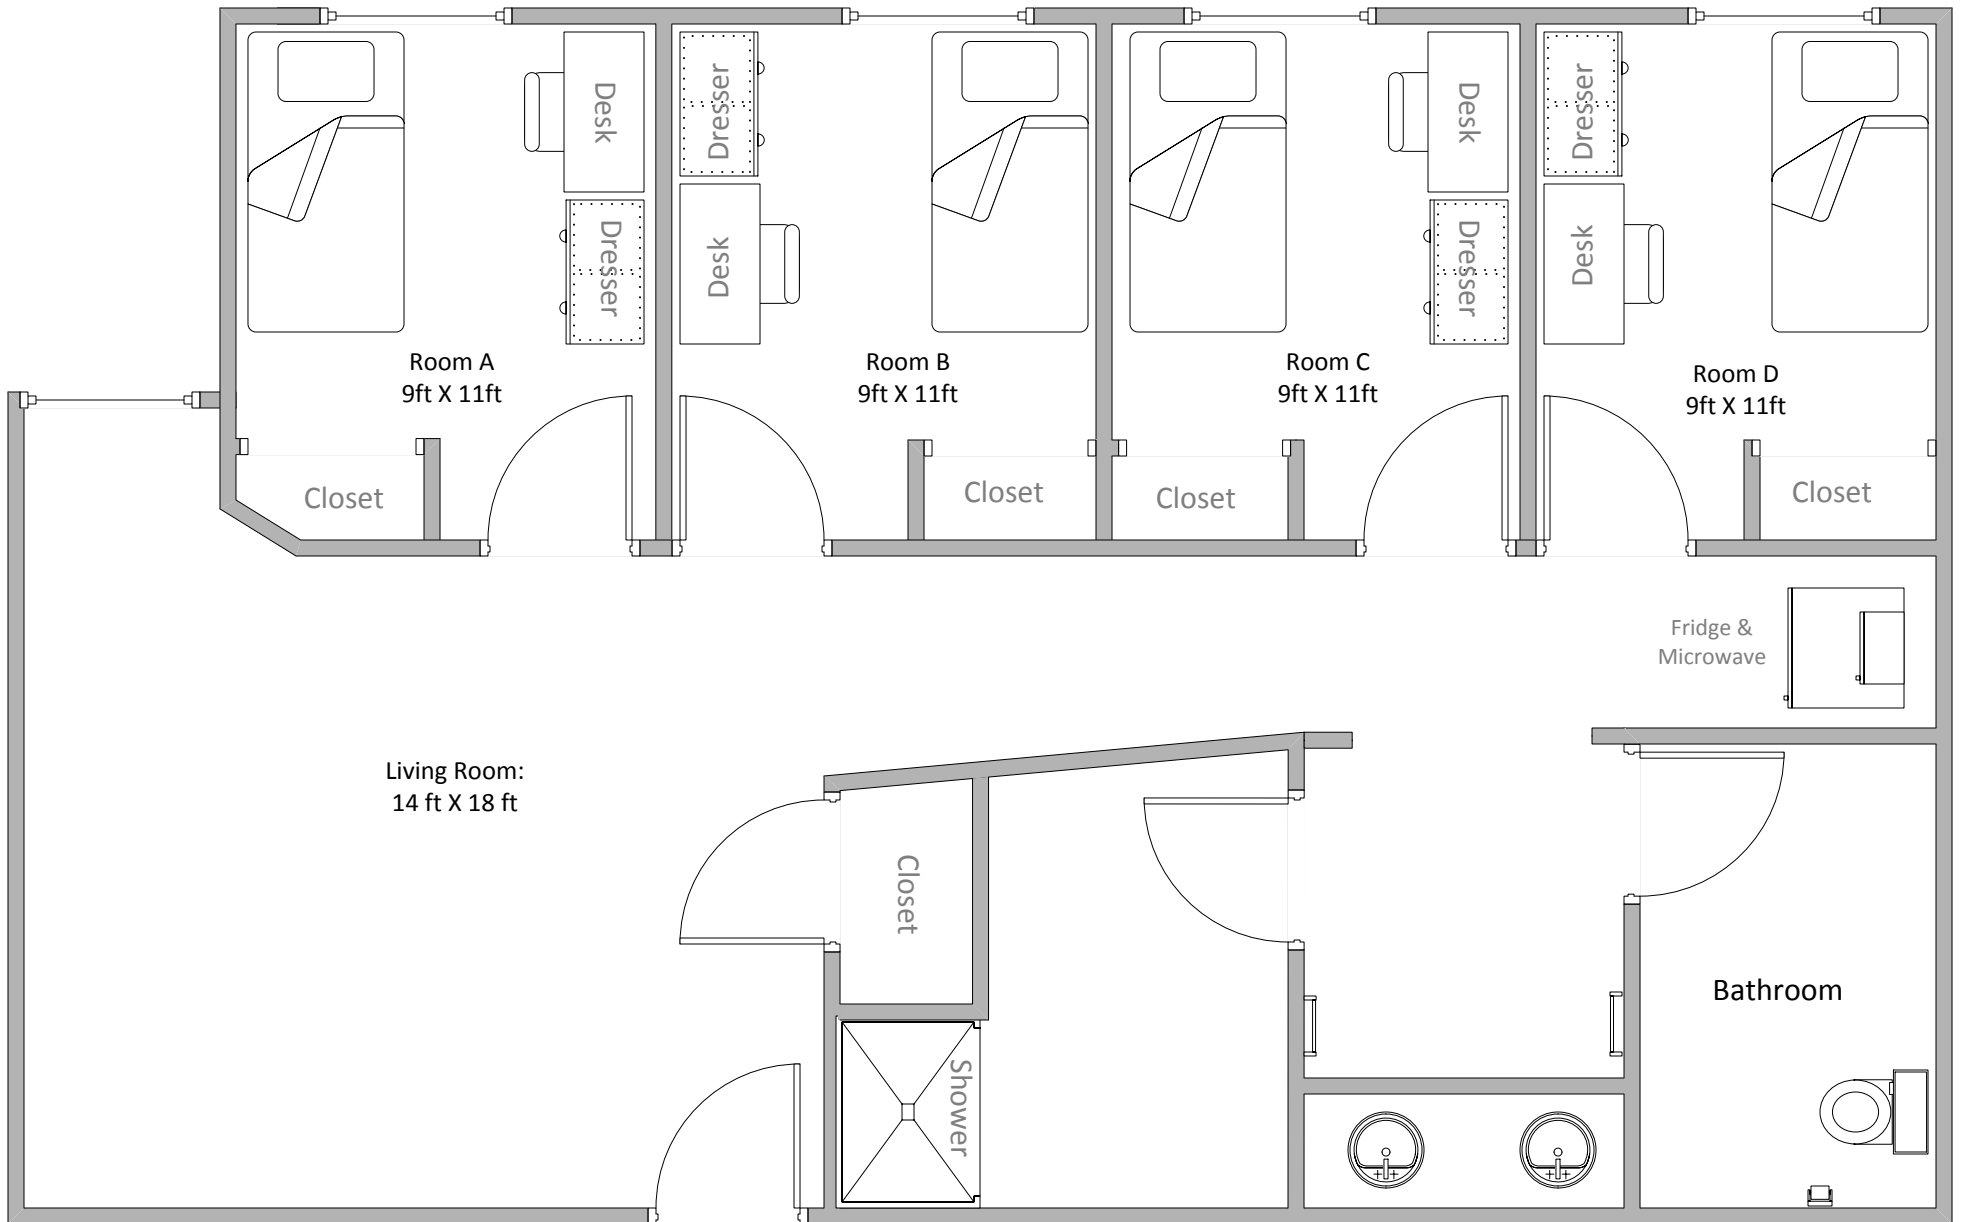 Desk
Dresser
Dresser
Desk
Desk
Dresser
Dresser
Desk
Room A
9ft X 11ft
Room B
9ft X 11ft
Room C
9ft X 11ft
Room D
9ft X 11ft
Closet
Closet
Closet
Closet
Fridge &
Microwave
Living Room:
14 ft X 18 ft
Closet
Bathroom
Shower